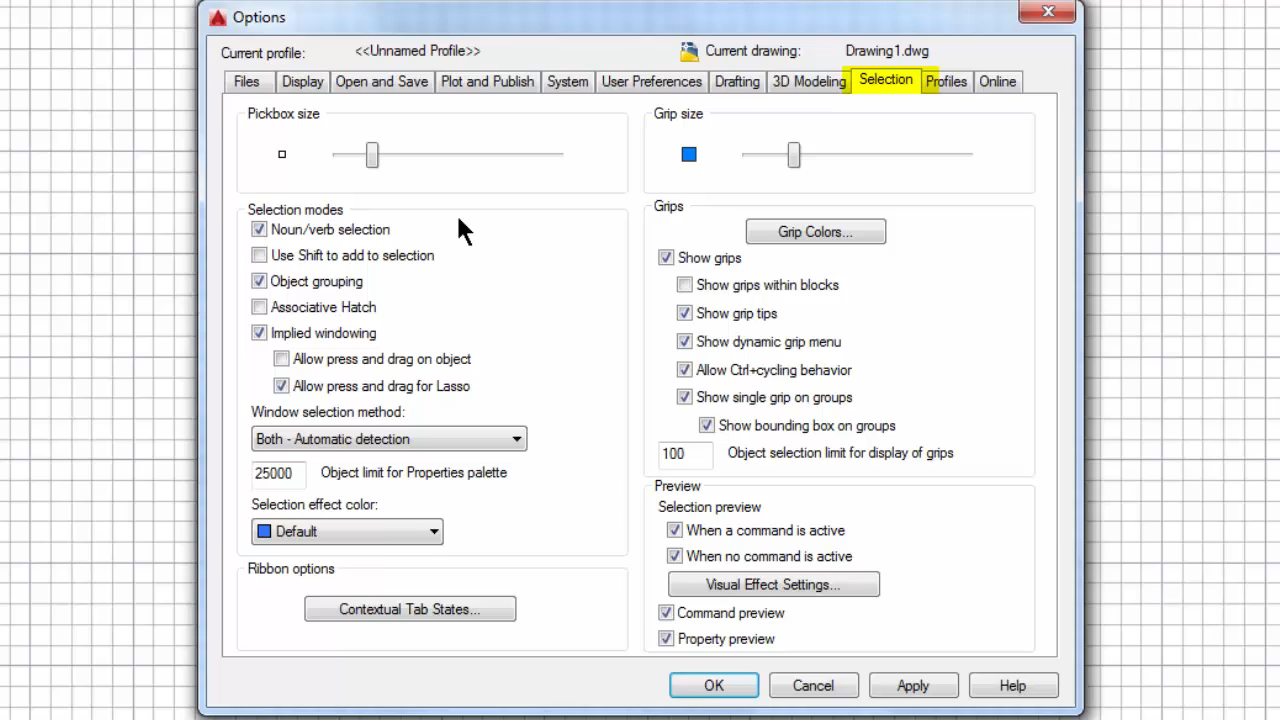 Options
Current profile: <<Unnamed Profile>> Current drawing: Drawing1.dwg
Files Display Open and Save Plot and Publish System User Preferences Drafting 3D Modeling Selection Profiles Online
Pickbox size
Selection modes
Noun/verb selection
Use Shift to add to selection
Object grouping
Associative Hatch
Implied windowing
Allow press and drag on object
Allow press and drag for Lasso
Window selection method:
Both - Automatic detection
25000 Object limit for Properties palette
Selection effect color:
Default
Ribbon options
Contextual Tab States...
Grip size
Grips
Grip Colors...
Show grips
Show grips within blocks
Show grip tips
Show dynamic grip menu
Allow Ctrl+cycling behavior
Show single grip on groups
Show bounding box on groups
100 Object selection limit for display of grips
Preview
Selection preview
When a command is active
When no command is active
Visual Effect Settings...
Command preview
Property preview
OK Cancel Apply Help